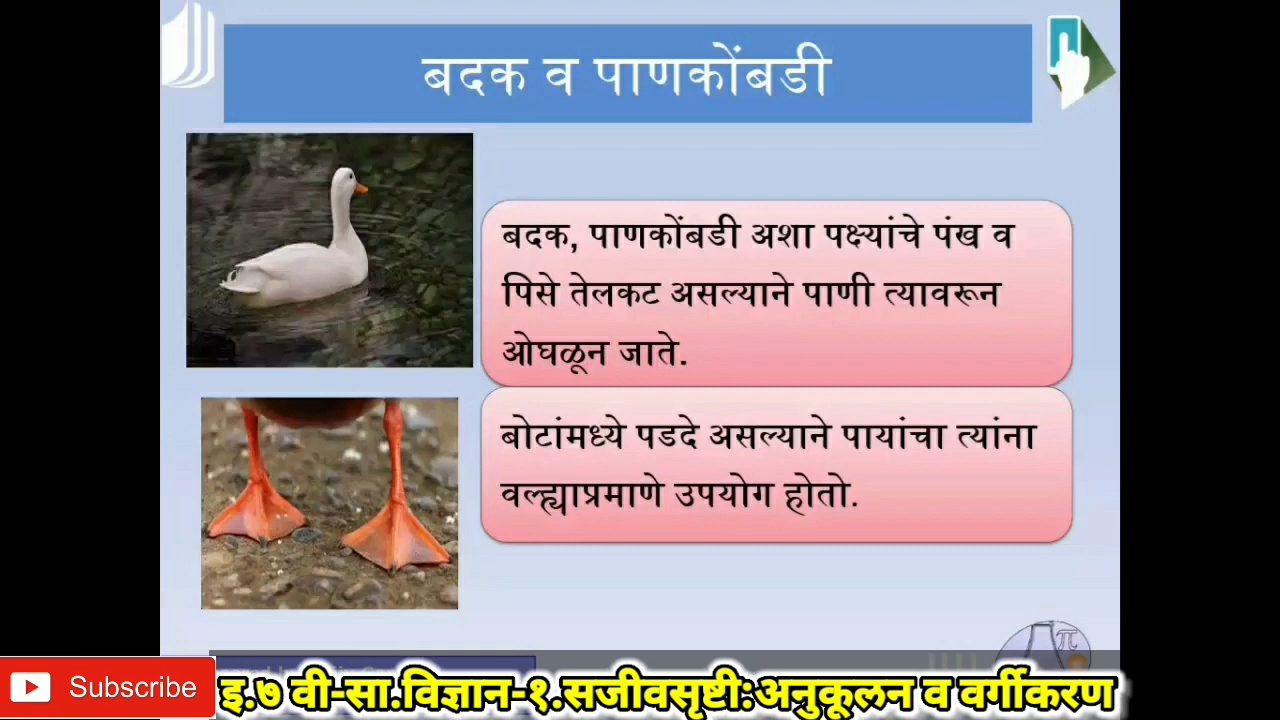 बदक व पाणकोंबडी
बदक, पाणकोंबडी अशा पक्ष्यांचे पंख व
पिसे तेलकट असल्याने पाणी त्यावरून
ओघळून जाते.
बोटांमध्ये पडदे असल्याने पायांचा त्यांना
वल्ह्याप्रमाणे उपयोग होतो.
π
Subscribe
इ.७ वी-सा.विज्ञान-१.सजीवसृष्टी:अनुकूलन व वर्गीकरण